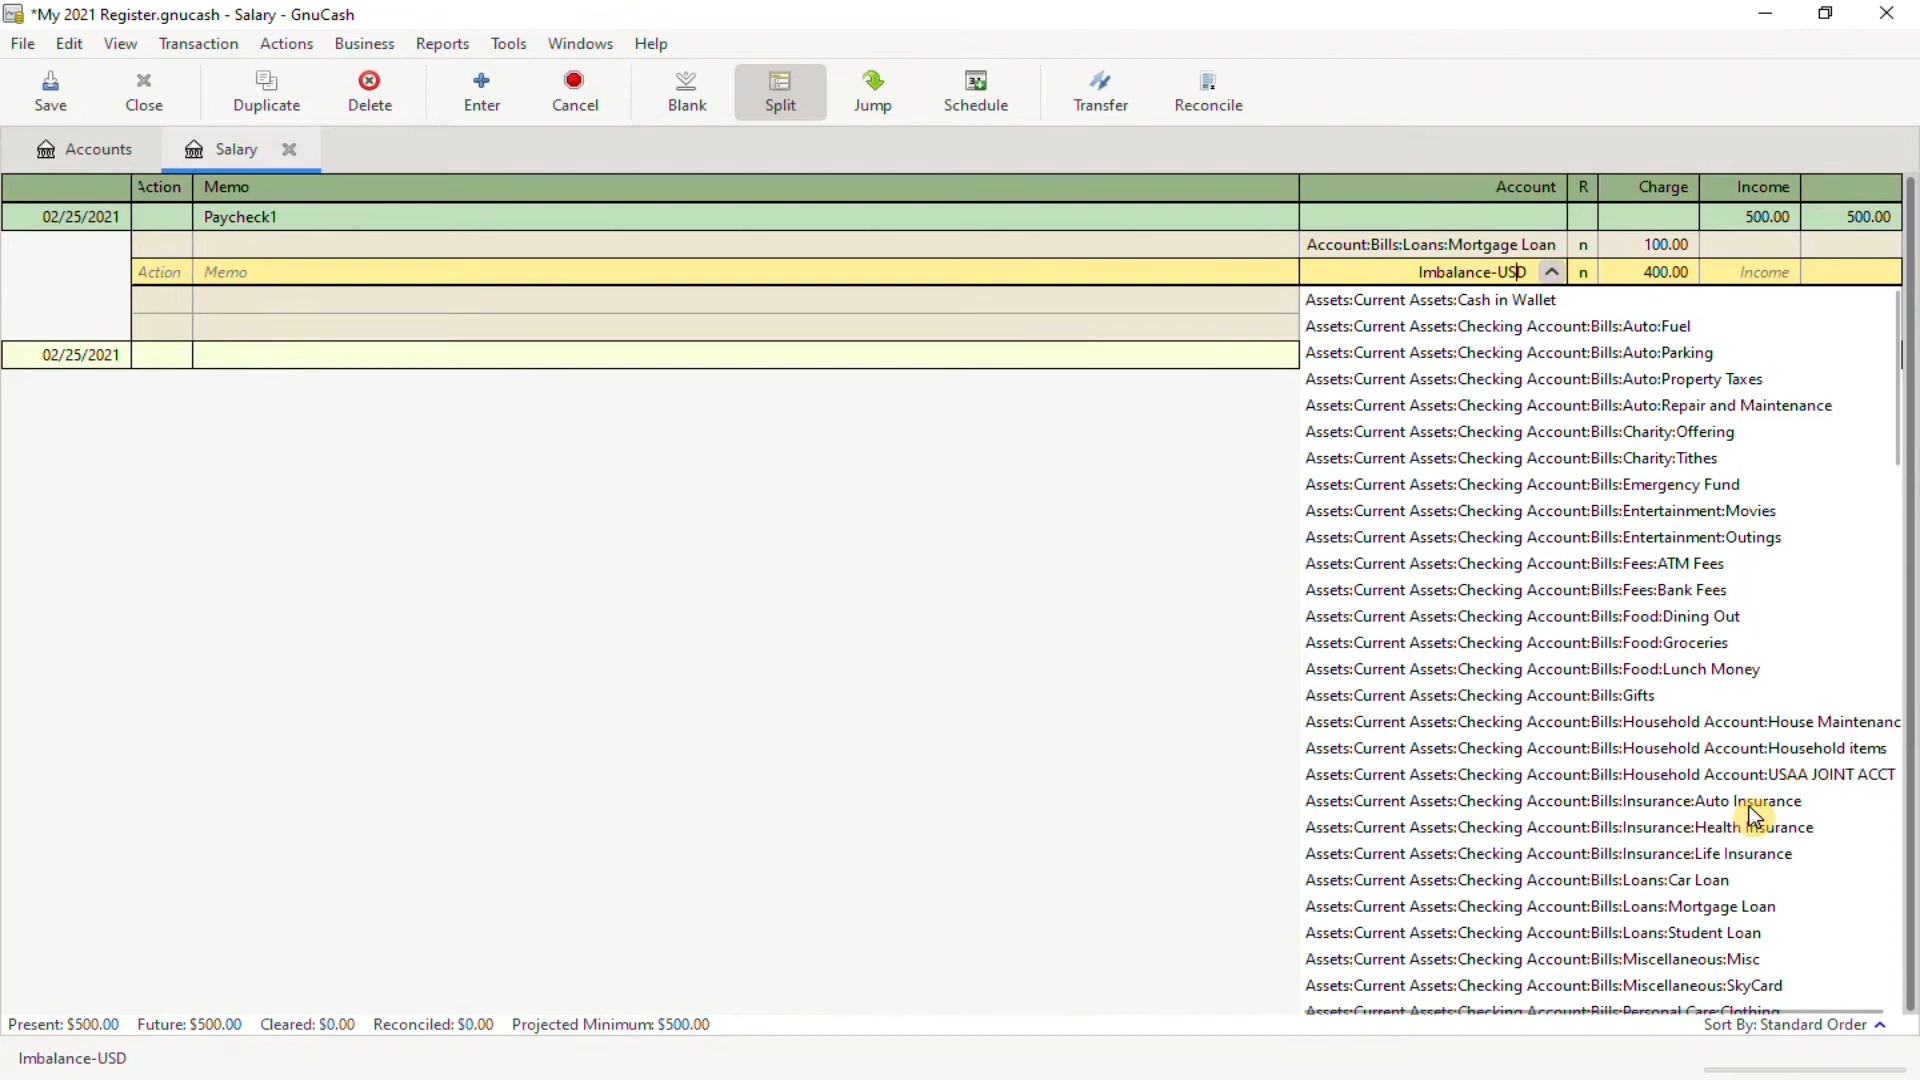 *My 2021 Register.gnucash - Salary - GnuCash
File Edit View Transaction Actions Business Reports Tools Windows Help
Save Close Duplicate Delete Enter Cancel Blank Split Jump Schedule Transfer Reconcile
Accounts Salary
Action Memo Account R Charge Income
02/25/2021 Paycheck1 500.00 500.00
Account:Bills:Loans:Mortgage Loan n 100.00
Action Memo Imbalance-USD n 400.00 Income
Assets:Current Assets:Cash in Wallet
Assets:Current Assets:Checking Account:Bills:Auto:Fuel
02/25/2021
Assets:Current Assets:Checking Account:Bills:Auto:Parking
Assets:Current Assets:Checking Account:Bills:Auto:Property Taxes
Assets:Current Assets:Checking Account:Bills:Auto:Repair and Maintenance
Assets:Current Assets:Checking Account:Bills:Charity:Offering
Assets:Current Assets:Checking Account:Bills:Charity:Tithes
Assets:Current Assets:Checking Account:Bills:Emergency Fund
Assets:Current Assets:Checking Account:Bills:Entertainment:Movies
Assets:Current Assets:Checking Account:Bills:Entertainment:Outings
Assets:Current Assets:Checking Account:Bills:Fees:ATM Fees
Assets:Current Assets:Checking Account:Bills:Fees:Bank Fees
Assets:Current Assets:Checking Account:Bills:Food:Dining Out
Assets:Current Assets:Checking Account:Bills:Food:Groceries
Assets:Current Assets:Checking Account:Bills:Food:Lunch Money
Assets:Current Assets:Checking Account:Bills:Gifts
Assets:Current Assets:Checking Account:Bills:Household Account:House Maintenanc
Assets:Current Assets:Checking Account:Bills:Household Account:Household items
Assets:Current Assets:Checking Account:Bills:Household Account:USAA JOINT ACCT
Assets:Current Assets:Checking Account:Bills:Insurance:Auto Insurance
Assets:Current Assets:Checking Account:Bills:Insurance:Health Insurance
Assets:Current Assets:Checking Account:Bills:Insurance:Life Insurance
Assets:Current Assets:Checking Account:Bills:Loans:Car Loan
Assets:Current Assets:Checking Account:Bills:Loans:Mortgage Loan
Assets:Current Assets:Checking Account:Bills:Loans:Student Loan
Assets:Current Assets:Checking Account:Bills:Miscellaneous:Misc
Assets:Current Assets:Checking Account:Bills:Miscellaneous:SkyCard
Assets:Current Assets:Checking Account:Bills:Personal Care:Clothing
Present: $500.00 Future: $500.00 Cleared: $0.00 Reconciled: $0.00 Projected Minimum: $500.00 Sort By: Standard Order
Imbalance-USD